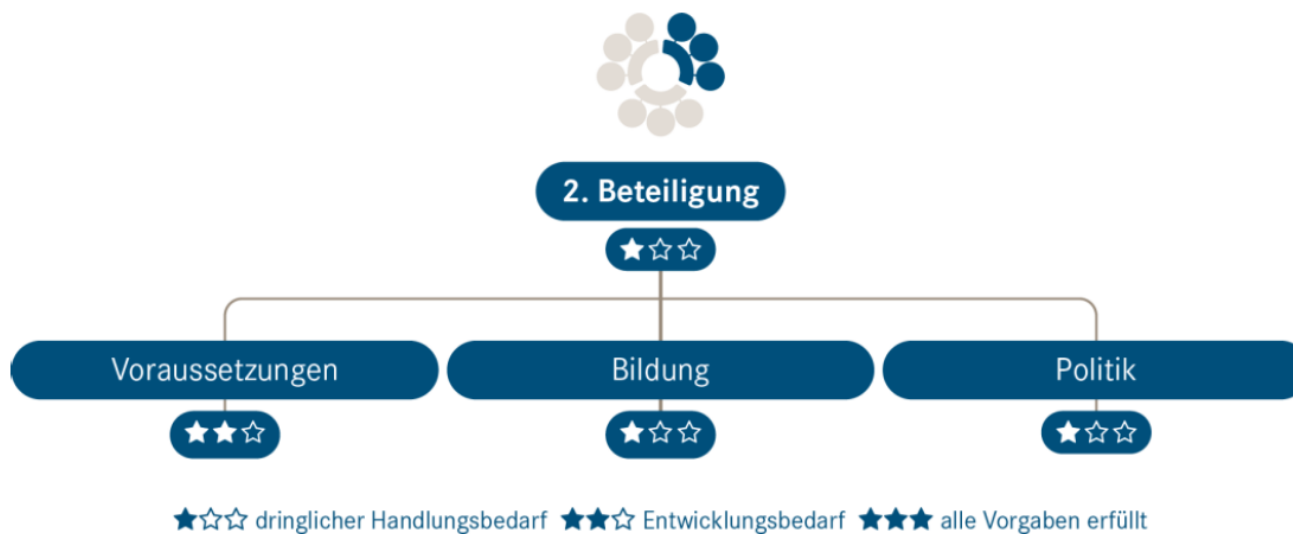 2. Beteiligung
★☆☆
Voraussetzungen Bildung Politik
★★☆ ★☆☆ ★☆☆
★☆☆ dringlicher Handlungsbedarf ★★☆ Entwicklungsbedarf ★★★ alle Vorgaben erfüllt